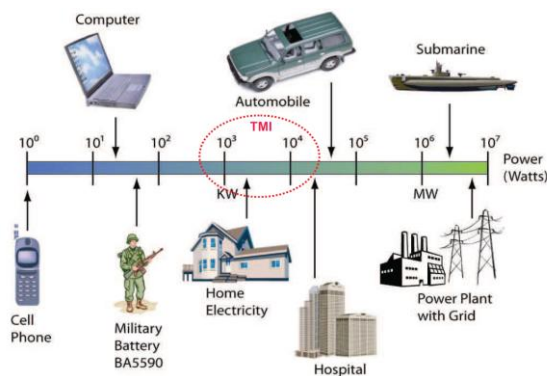 Computer
Automobile
Submarine
TMI
10⁰ 10¹ 10² 10³ 10⁴ 10⁵ 10⁶ 10⁷ Power
(Watts)
KW MW
Cell
Phone
Military
Battery
BA5590
Home
Electricity
Hospital
Power Plant
with Grid